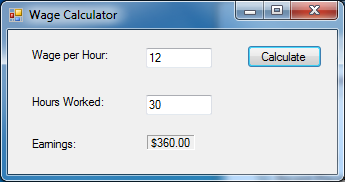 Wage Calculator
Wage per Hour: 12 Calculate
Hours Worked: 30
Earnings: $360.00